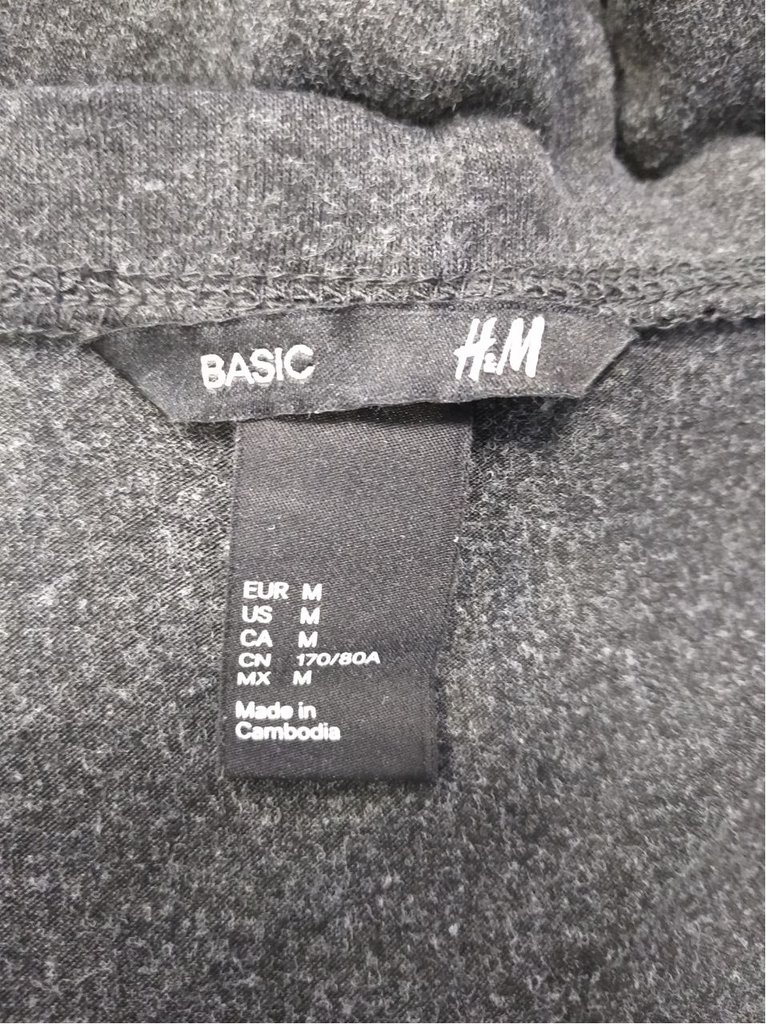 BASIC H&M
EUR M
US M
CA M
CN 170/80A
MX M
Made in
Cambodia